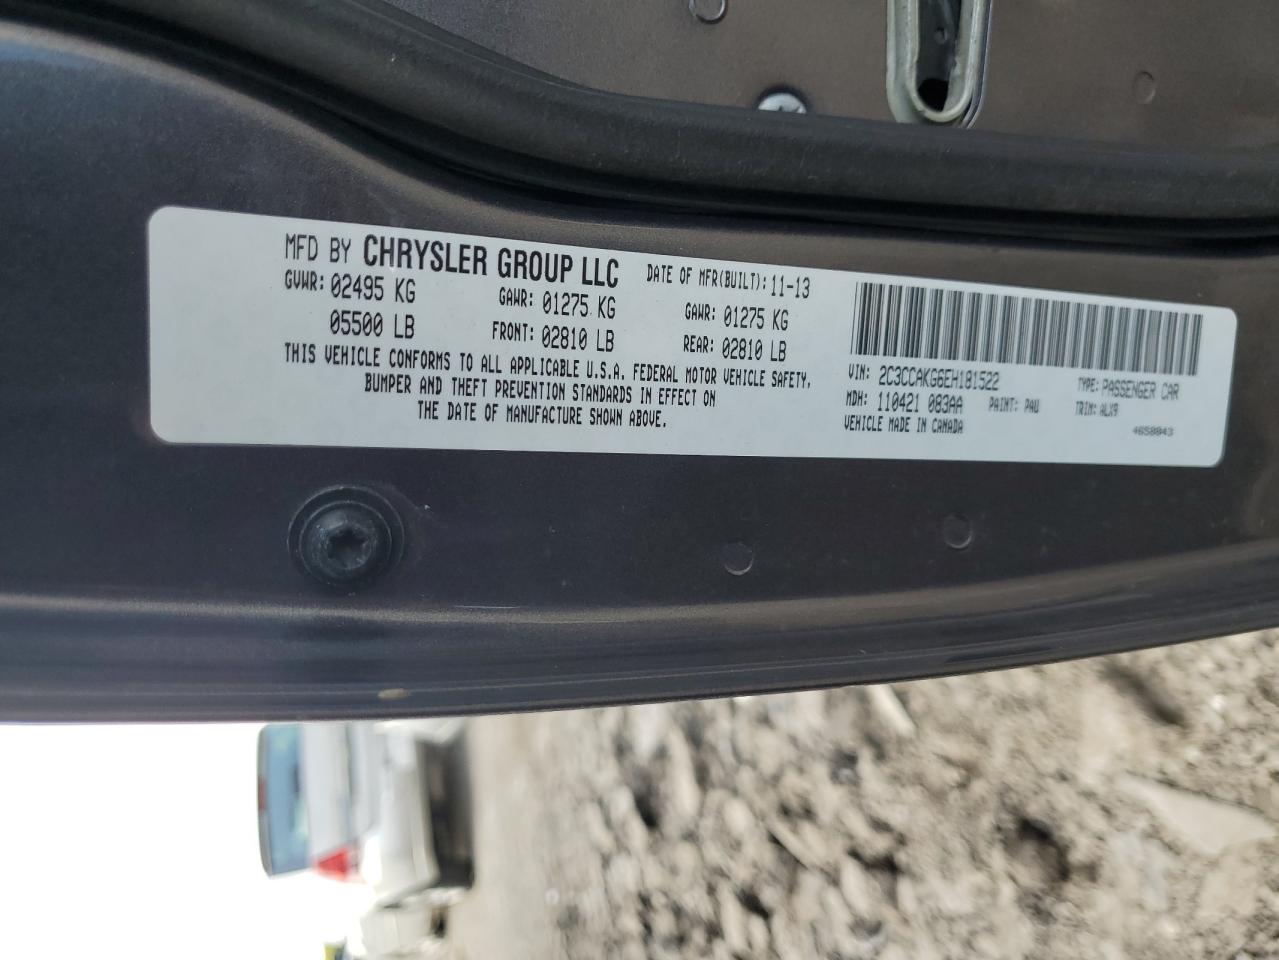 MFD BY CHRYSLER GROUP LLC DATE OF MFR(BUILT): 11-13
GVWR: 02495 KG GAWR: 01275 KG GAWR: 01275 KG
05500 LB FRONT: 02810 LB REAR: 02810 LB
THIS VEHICLE CONFORMS TO ALL APPLICABLE U.S.A. FEDERAL MOTOR VEHICLE SAFETY,
BUMPER AND THEFT PREVENTION STANDARDS IN EFFECT ON
THE DATE OF MANUFACTURE SHOWN ABOVE.
VIN: 2C3CCAKG6EH181522 TYPE: PASSENGER CAR
MDH: 110421 083AA PAINT: PAU TRIM: ALX9
VEHICLE MADE IN CANADA 4658843